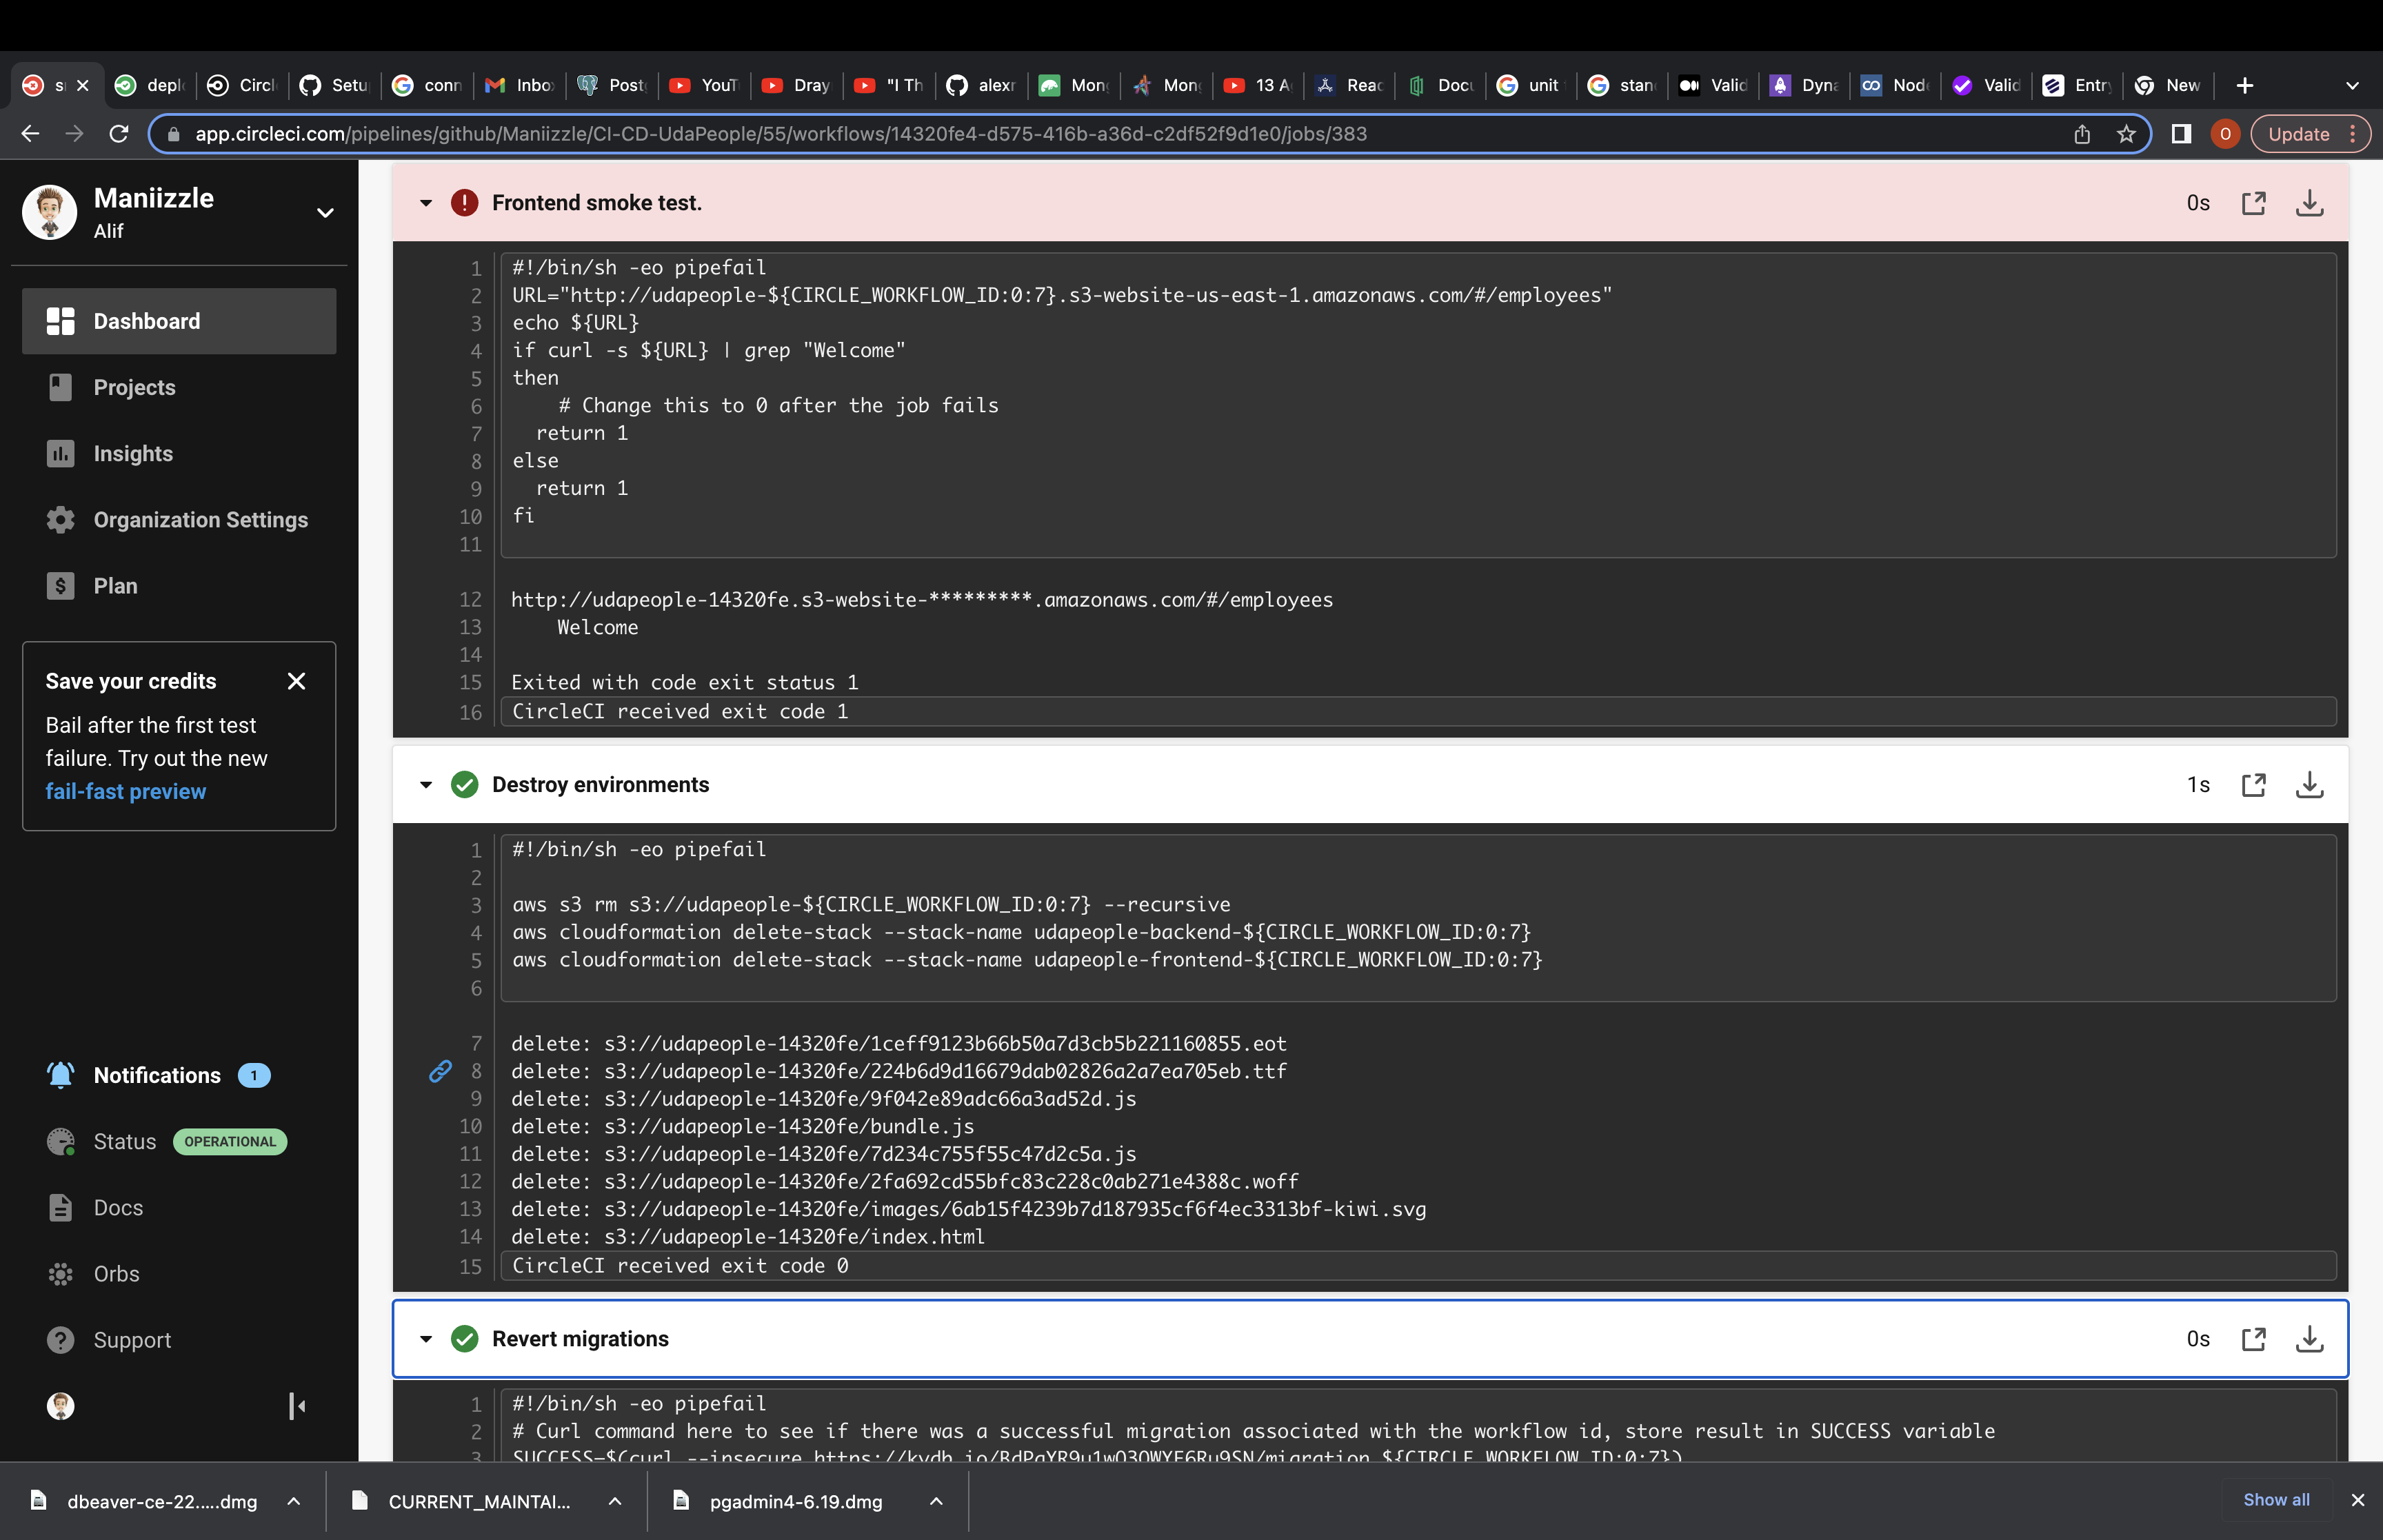 s
depl
Circl
Setu
conn
Inbo
Post
YouT
Dray
"I Th
alexr
Mong
Mong
13 A
Reac
Docu
unit
stan
Valid
Dyna
Node
Valid
Entry
New
app.circleci.com/pipelines/github/Maniizzle/CI-CD-UdaPeople/55/workflows/14320fe4-d575-416b-a36d-c2df52f9d1e0/jobs/383
O
Update
Maniizzle
Alif
Dashboard
Projects
Insights
Organization Settings
Plan
Save your credits
Bail after the first test
failure. Try out the new
fail-fast preview
Notifications 1
Status OPERATIONAL
Docs
Orbs
Support
Frontend smoke test. 0s
1 #!/bin/sh -eo pipefail
2 URL="http://udapeople-${CIRCLE_WORKFLOW_ID:0:7}.s3-website-us-east-1.amazonaws.com/#/employees"
3 echo ${URL}
4 if curl -s ${URL} | grep "Welcome"
5 then
6 # Change this to 0 after the job fails
7 return 1
8 else
9 return 1
10 fi
11
12 http://udapeople-14320fe.s3-website-*********.amazonaws.com/#/employees
13 Welcome
14
15 Exited with code exit status 1
16 CircleCI received exit code 1
Destroy environments 1s
1 #!/bin/sh -eo pipefail
2
3 aws s3 rm s3://udapeople-${CIRCLE_WORKFLOW_ID:0:7} --recursive
4 aws cloudformation delete-stack --stack-name udapeople-backend-${CIRCLE_WORKFLOW_ID:0:7}
5 aws cloudformation delete-stack --stack-name udapeople-frontend-${CIRCLE_WORKFLOW_ID:0:7}
6
7 delete: s3://udapeople-14320fe/1ceff9123b66b50a7d3cb5b221160855.eot
8 delete: s3://udapeople-14320fe/224b6d9d16679dab02826a2a7ea705eb.ttf
9 delete: s3://udapeople-14320fe/9f042e89adc66a3ad52d.js
10 delete: s3://udapeople-14320fe/bundle.js
11 delete: s3://udapeople-14320fe/7d234c755f55c47d2c5a.js
12 delete: s3://udapeople-14320fe/2fa692cd55bfc83c228c0ab271e4388c.woff
13 delete: s3://udapeople-14320fe/images/6ab15f4239b7d187935cf6f4ec3313bf-kiwi.svg
14 delete: s3://udapeople-14320fe/index.html
15 CircleCI received exit code 0
Revert migrations 0s
1 #!/bin/sh -eo pipefail
2 # Curl command here to see if there was a successful migration associated with the workflow id, store result in SUCCESS variable
3 SUCCESS=$(curl --insecure
dbeaver-ce-22.....dmg
CURRENT_MAINTAI...
pgadmin4-6.19.dmg
Show all